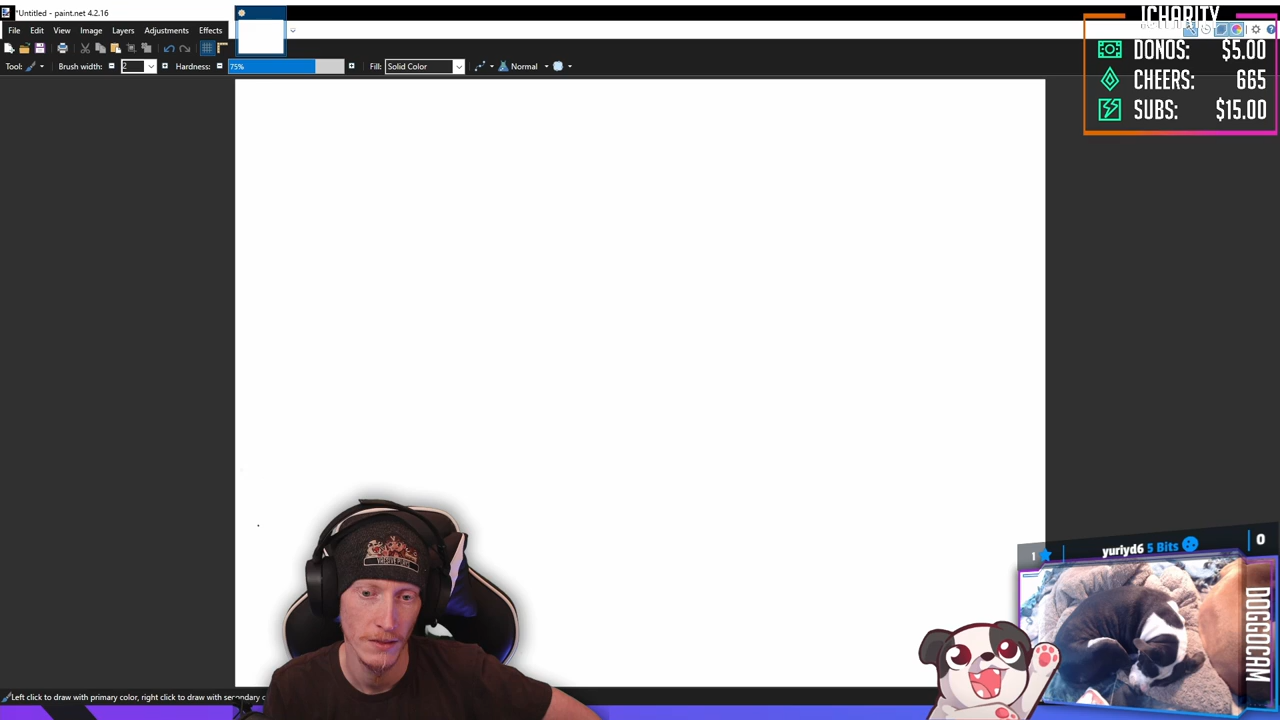 *Untitled - paint.net 4.2.16
File Edit View Image Layers Adjustments Effects
Tool: Brush width: 2 Hardness: 75% Fill: Solid Color Normal
!CHARITY
DONOS: $5.00
CHEERS: 665
SUBS: $15.00
1 yuriyd6 5 Bits 0
DOGGOCAM
Left click to draw with primary color, right click to draw with secondary c